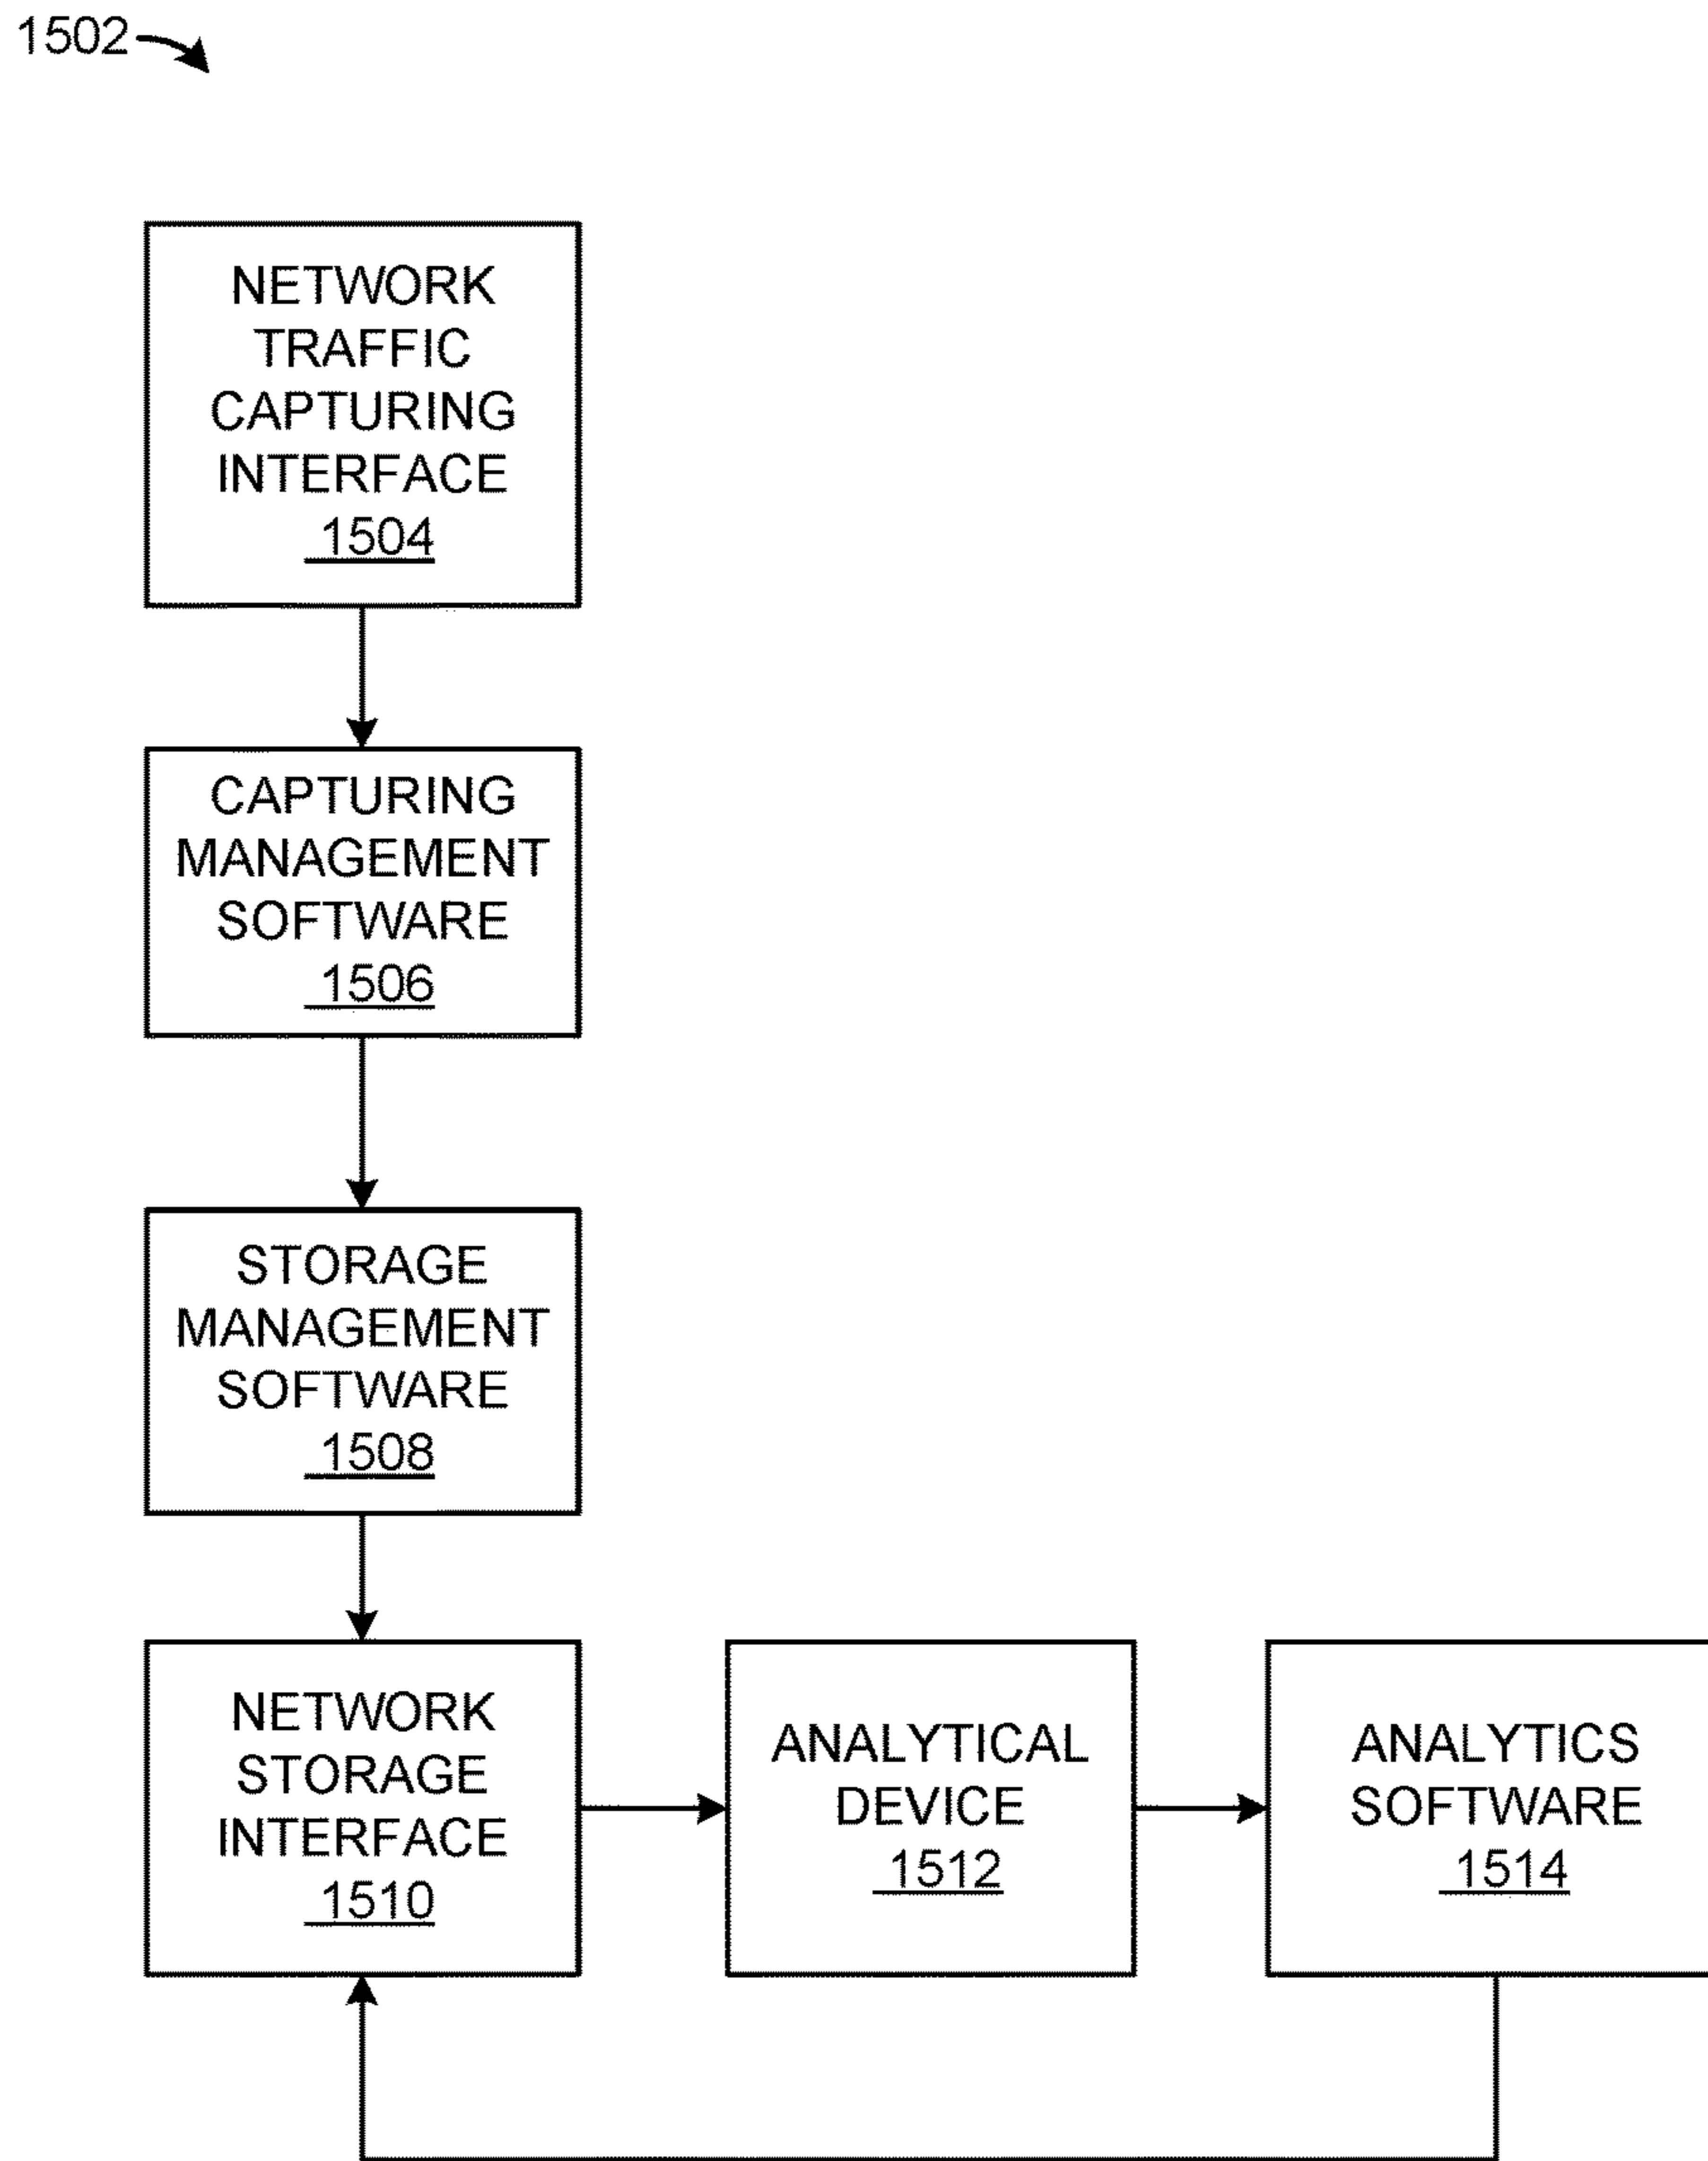 1502
NETWORK
TRAFFIC
CAPTURING
INTERFACE
1504
CAPTURING
MANAGEMENT
SOFTWARE
1506
STORAGE
MANAGEMENT
SOFTWARE
1508
NETWORK
STORAGE
INTERFACE
1510
ANALYTICAL
DEVICE
1512
ANALYTICS
SOFTWARE
1514